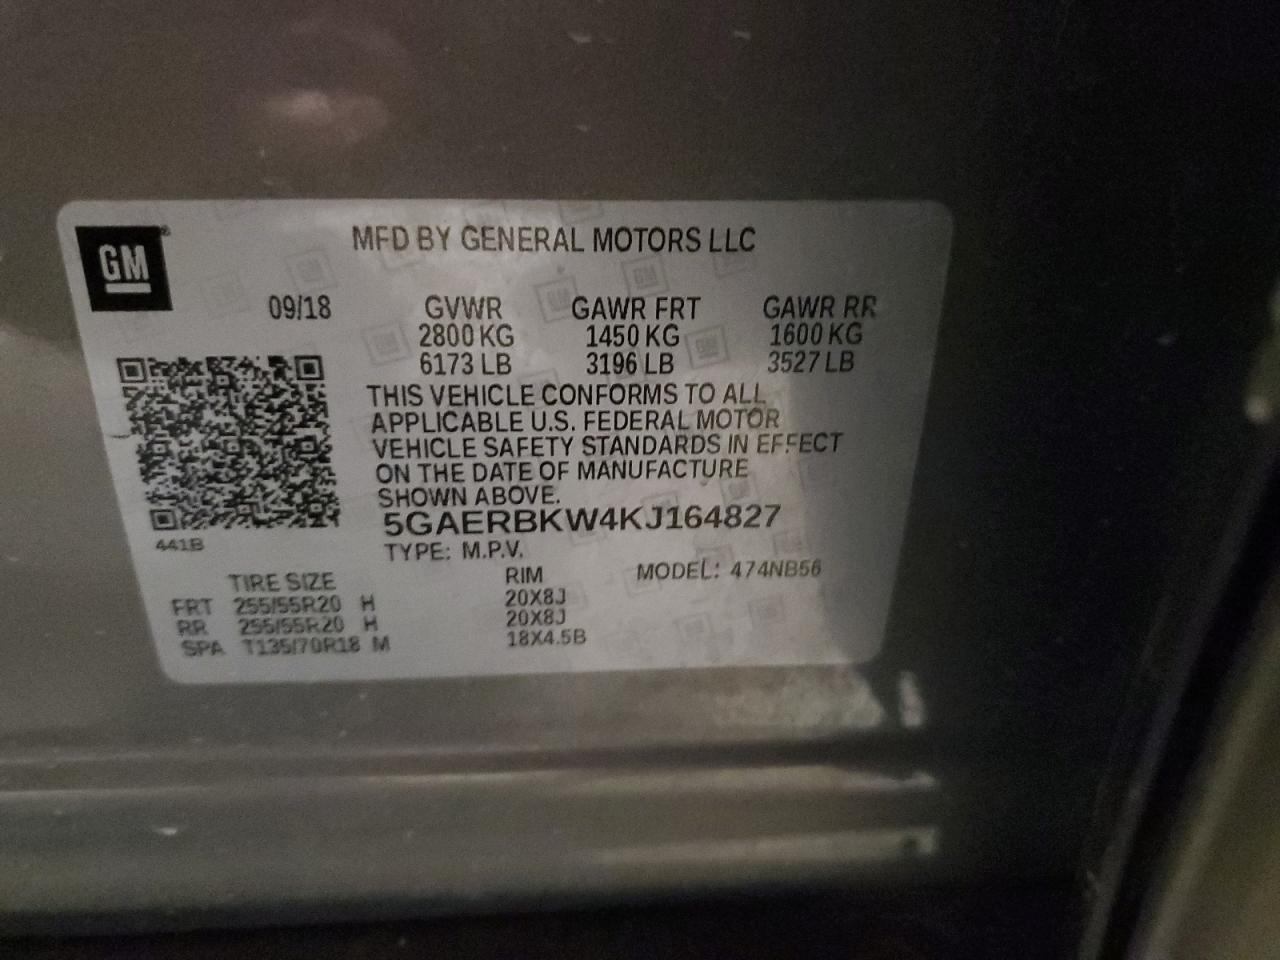 GM
MFD BY GENERAL MOTORS LLC
09/18 GVWR GAWR FRT GAWR RR
2800 KG 1450 KG 1600 KG
6173 LB 3196 LB 3527 LB
THIS VEHICLE CONFORMS TO ALL
APPLICABLE U.S. FEDERAL MOTOR
VEHICLE SAFETY STANDARDS IN EFFECT
ON THE DATE OF MANUFACTURE
SHOWN ABOVE.
5GAERBKW4KJ164827
441B
TYPE: M.P.V.
TIRE SIZE RIM MODEL: 474NB56
FRT 255/55R20 H 20X8J
RR 255/55R20 H 20X8J
SPA T135/70R18 M 18X4.5B